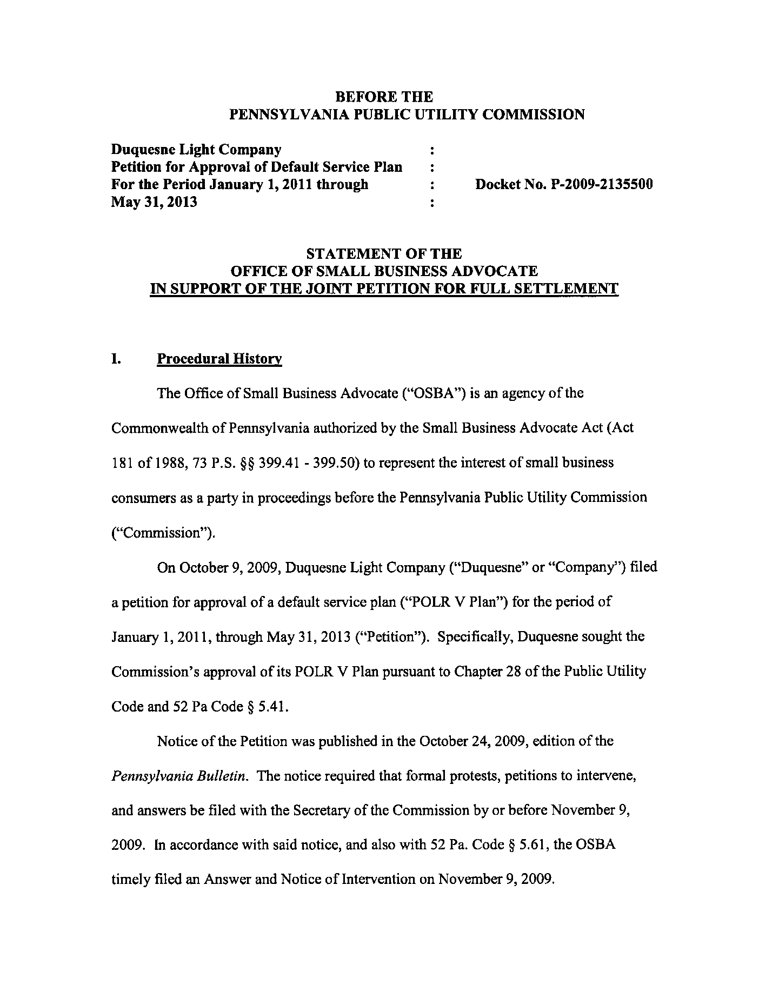 BEFORE THE
PENNSYLVANIA PUBLIC UTILITY COMMISSION
Duquesne Light Company :
Petition for Approval of Default Service Plan :
For the Period January 1, 2011 through : Docket No. P-2009-2135500
May 31, 2013 :
STATEMENT OF THE
OFFICE OF SMALL BUSINESS ADVOCATE
IN SUPPORT OF THE JOINT PETITION FOR FULL SETTLEMENT
I. Procedural History
The Office of Small Business Advocate (“OSBA”) is an agency of the
Commonwealth of Pennsylvania authorized by the Small Business Advocate Act (Act
181 of 1988, 73 P.S. §§ 399.41 - 399.50) to represent the interest of small business
consumers as a party in proceedings before the Pennsylvania Public Utility Commission
(“Commission”).
On October 9, 2009, Duquesne Light Company (“Duquesne” or “Company”) filed
a petition for approval of a default service plan (“POLR V Plan”) for the period of
January 1, 2011, through May 31, 2013 (“Petition”). Specifically, Duquesne sought the
Commission’s approval of its POLR V Plan pursuant to Chapter 28 of the Public Utility
Code and 52 Pa Code § 5.41.
Notice of the Petition was published in the October 24, 2009, edition of the
Pennsylvania Bulletin. The notice required that formal protests, petitions to intervene,
and answers be filed with the Secretary of the Commission by or before November 9,
2009. In accordance with said notice, and also with 52 Pa. Code § 5.61, the OSBA
timely filed an Answer and Notice of Intervention on November 9, 2009.